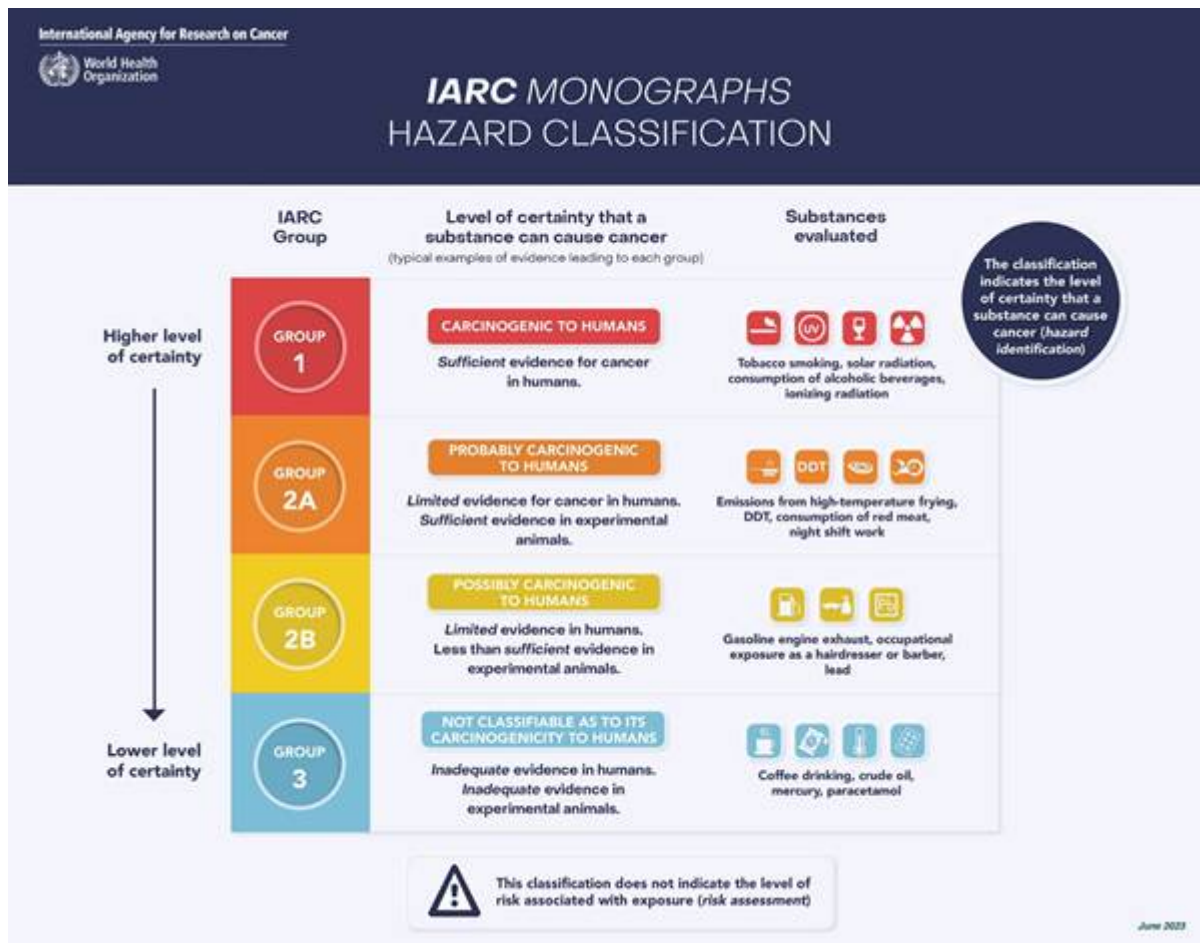 International Agency for Research on Cancer
World Health
Organization
IARC MONOGRAPHS
HAZARD CLASSIFICATION
IARC
Group
Level of certainty that a
substance can cause cancer
(typical examples of evidence leading to each group)
Substances
evaluated
The classification
indicates the level
of certainty that a
substance can cause
cancer (hazard
identification)
Higher level
of certainty
GROUP
1
CARCINOGENIC TO HUMANS
Sufficient evidence for cancer
in humans.
UV
Tobacco smoking, solar radiation,
consumption of alcoholic beverages,
ionizing radiation
GROUP
2A
PROBABLY CARCINOGENIC
TO HUMANS
Limited evidence for cancer in humans.
Sufficient evidence in experimental
animals.
DDT
Emissions from high-temperature frying,
DDT, consumption of red meat,
night shift work
GROUP
2B
POSSIBLY CARCINOGENIC
TO HUMANS
Limited evidence in humans.
Less than sufficient evidence in
experimental animals.
Pb
Gasoline engine exhaust, occupational
exposure as a hairdresser or barber,
lead
Lower level
of certainty
GROUP
3
NOT CLASSIFIABLE AS TO ITS
CARCINOGENICITY TO HUMANS
Inadequate evidence in humans.
Inadequate evidence in
experimental animals.
Coffee drinking, crude oil,
mercury, paracetamol
This classification does not indicate the level of
risk associated with exposure (risk assessment)
June 2023